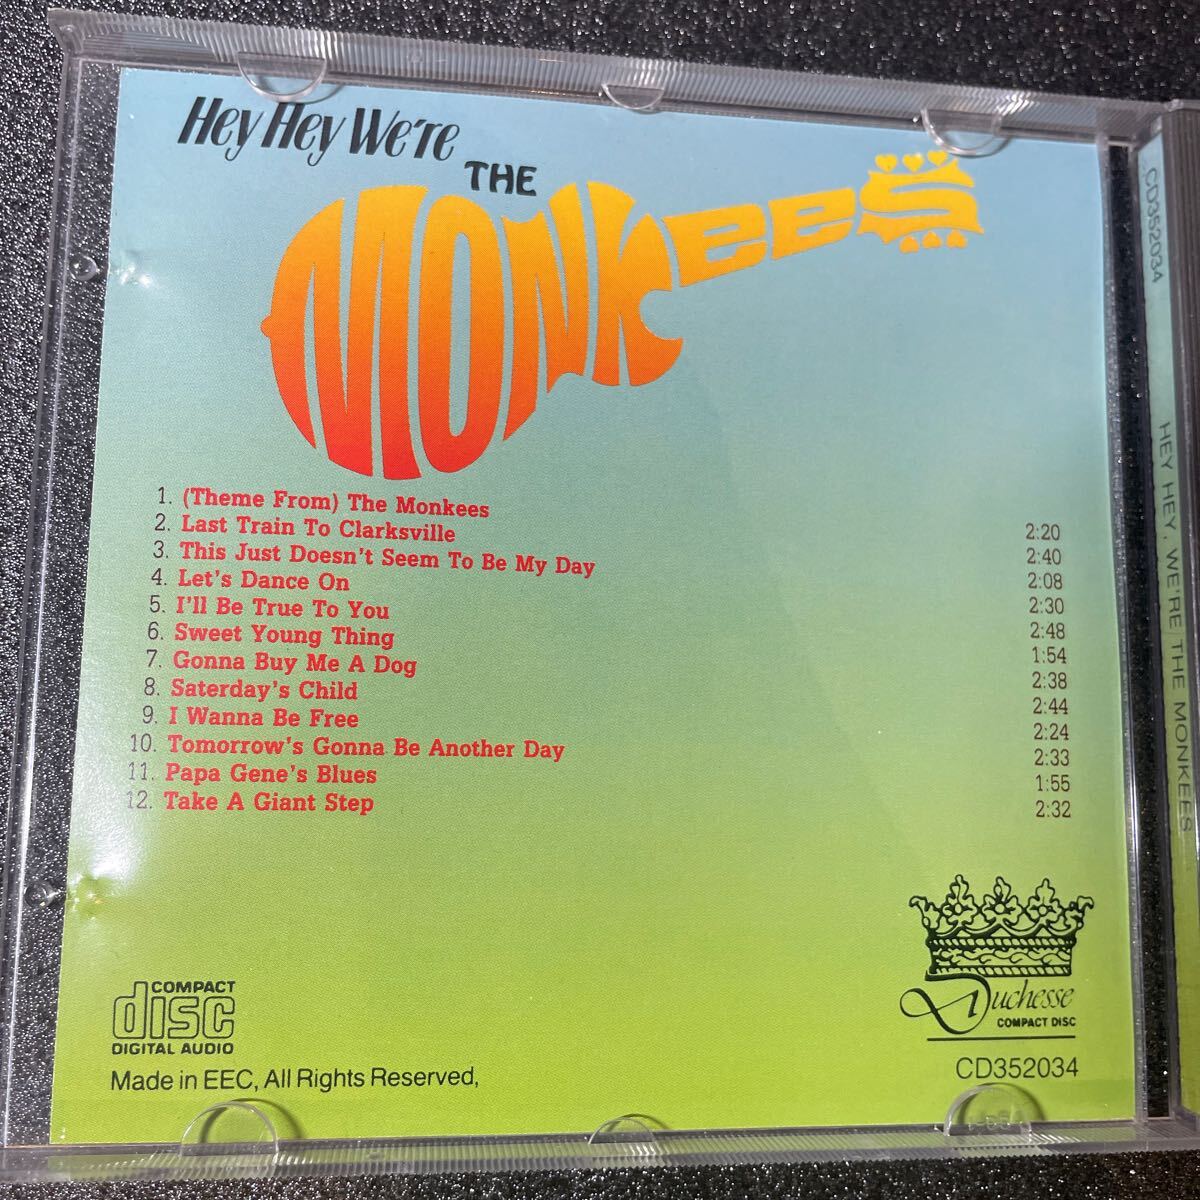 Hey Hey We're
THE
MONKEES
1. (Theme From) The Monkees 2:20
2. Last Train To Clarksville 2:40
3. This Just Doesn't Seem To Be My Day 2:08
4. Let's Dance On 2:30
5. I'll Be True To You 2:48
6. Sweet Young Thing 1:54
7. Gonna Buy Me A Dog 2:38
8. Saterday's Child 2:44
9. I Wanna Be Free 2:24
10. Tomorrow's Gonna Be Another Day 2:33
11. Papa Gene's Blues 1:55
12. Take A Giant Step 2:32
COMPACT
disc
DIGITAL AUDIO
Made in EEC, All Rights Reserved,
Duchesse
COMPACT DISC
CD352034
CD352034
HEY HEY, WE'RE THE MONKEES